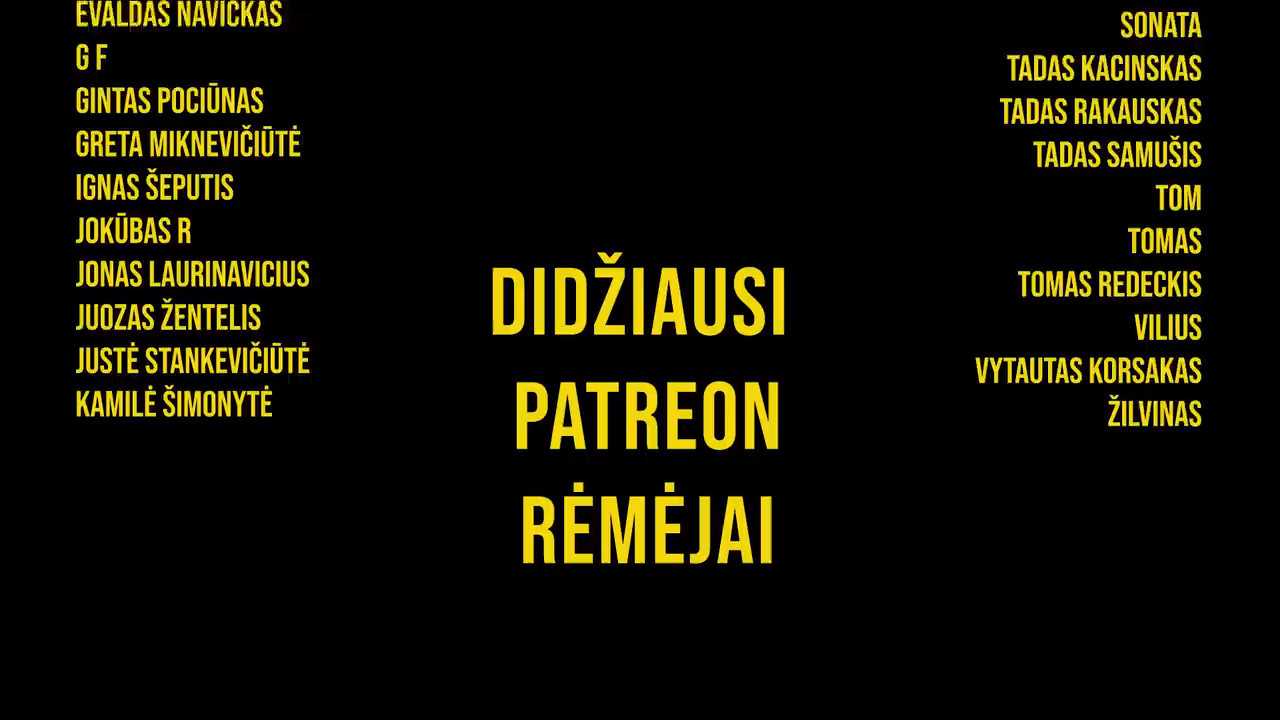 EVALDAS NAVICKAS
G F
GINTAS POCIŪNAS
GRETA MIKNEVIČIŪTĖ
IGNAS ŠEPUTIS
JOKŪBAS R
JONAS LAURINAVICIUS
JUOZAS ŽENTELIS
JUSTĖ STANKEVIČIŪTĖ
KAMILĖ ŠIMONYTĖ
DIDŽIAUSI
PATREON
RĖMĖJAI
SONATA
TADAS KACINSKAS
TADAS RAKAUSKAS
TADAS SAMUŠIS
TOM
TOMAS
TOMAS REDECKIS
VILIUS
VYTAUTAS KORSAKAS
ŽILVINAS